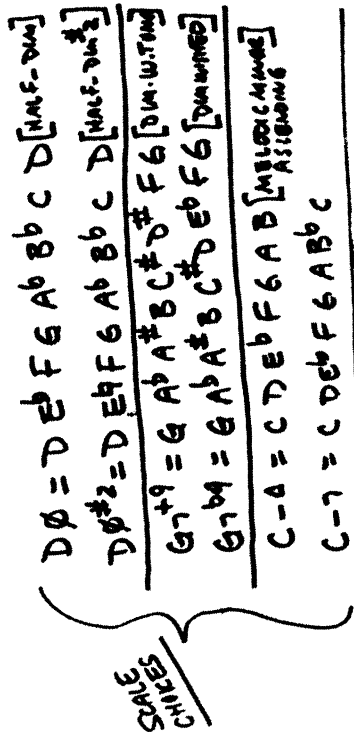 SCALE
CHOICES
DØ = D E♭ F G A♭ B♭ C D [HALF-DIM]
DØ#2 = D E♮ F G A♭ B♭ C D [HALF-DIM #2]
G7+9 = G A♭ A# B C# D# F G [DIM.W.TONE]
G7♭9 = G A♭ A# B C# D E♭ F G [DIMINISHED]
C-Δ = C D E♭ F G A B [MELODIC MINOR
ASCENDING
C-7 = C D E♭ F G A B♭ C